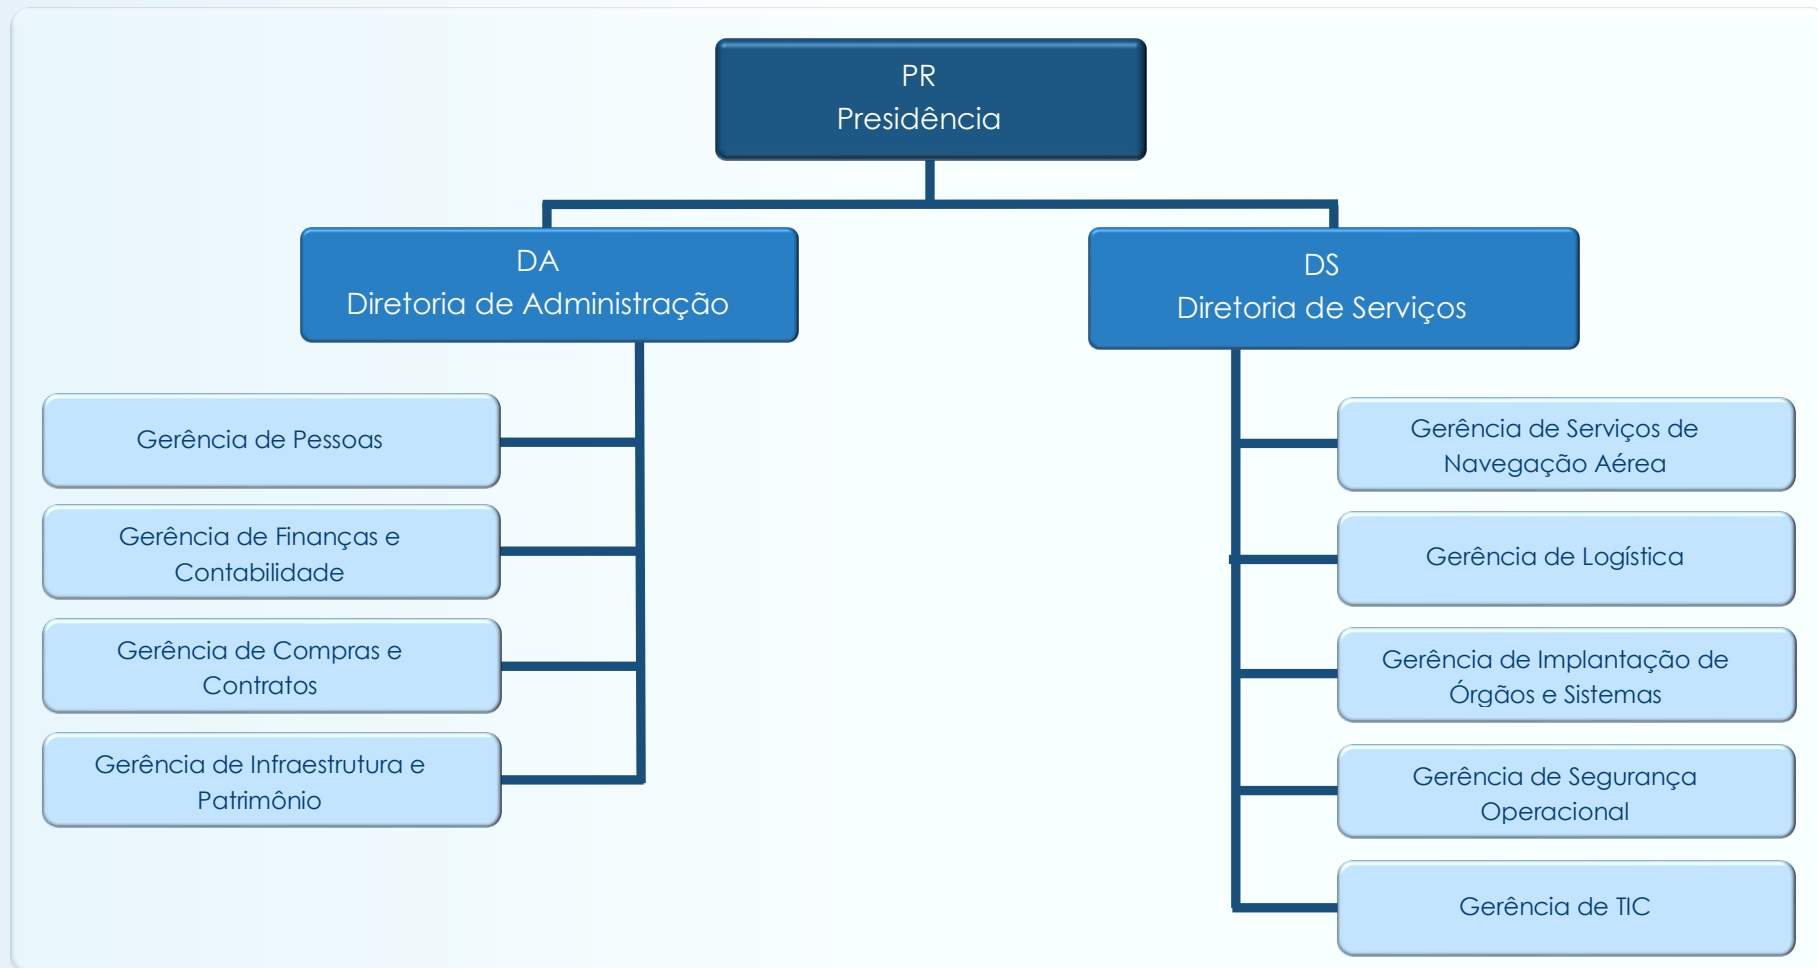 PR
Presidência
DA
Diretoria de Administração
DS
Diretoria de Serviços
Gerência de Pessoas
Gerência de Finanças e
Contabilidade
Gerência de Compras e
Contratos
Gerência de Infraestrutura e
Patrimônio
Gerência de Serviços de
Navegação Aérea
Gerência de Logística
Gerência de Implantação de
Órgãos e Sistemas
Gerência de Segurança
Operacional
Gerência de TIC